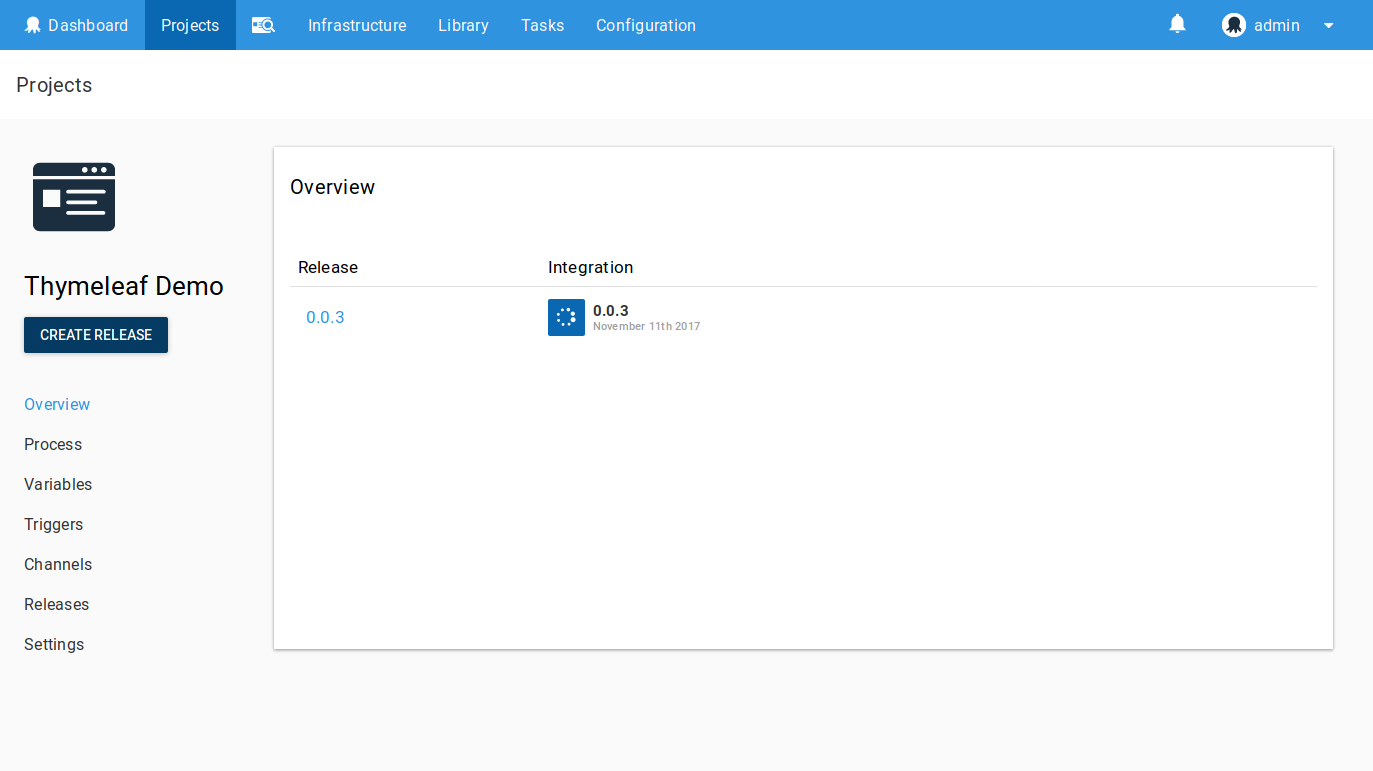 Dashboard Projects Infrastructure Library Tasks Configuration admin
Projects
Overview
Thymeleaf Demo
CREATE RELEASE
Release Integration
0.0.3 0.0.3
November 11th 2017
Overview
Process
Variables
Triggers
Channels
Releases
Settings